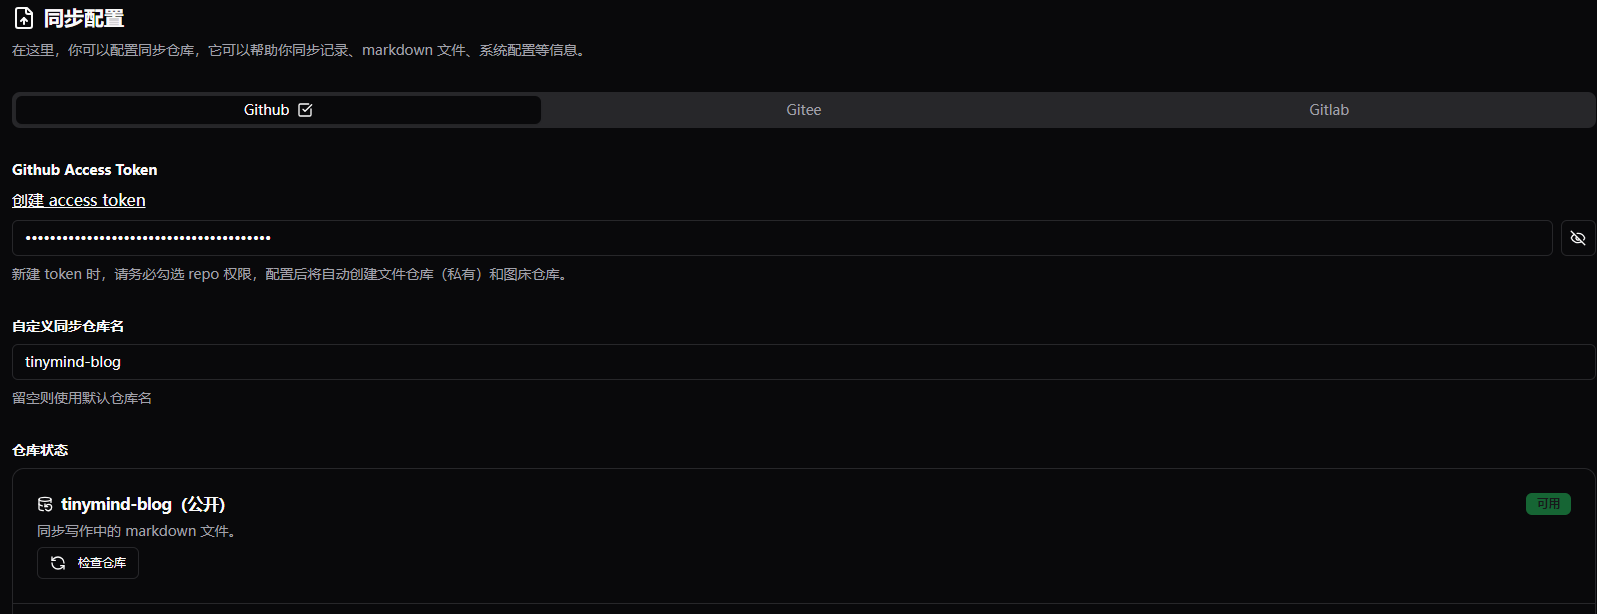 同步配置
在这里，你可以配置同步仓库，它可以帮助你同步记录、markdown 文件、系统配置等信息。
Github
Gitee
Gitlab
Github Access Token
创建 access token
••••••••••••••••••••••••••••••••••••••••
新建 token 时，请务必勾选 repo 权限，配置后将自动创建文件仓库（私有）和图床仓库。
自定义同步仓库名
tinymind-blog
留空则使用默认仓库名
仓库状态
tinymind-blog（公开）
可用
同步写作中的 markdown 文件。
检查仓库